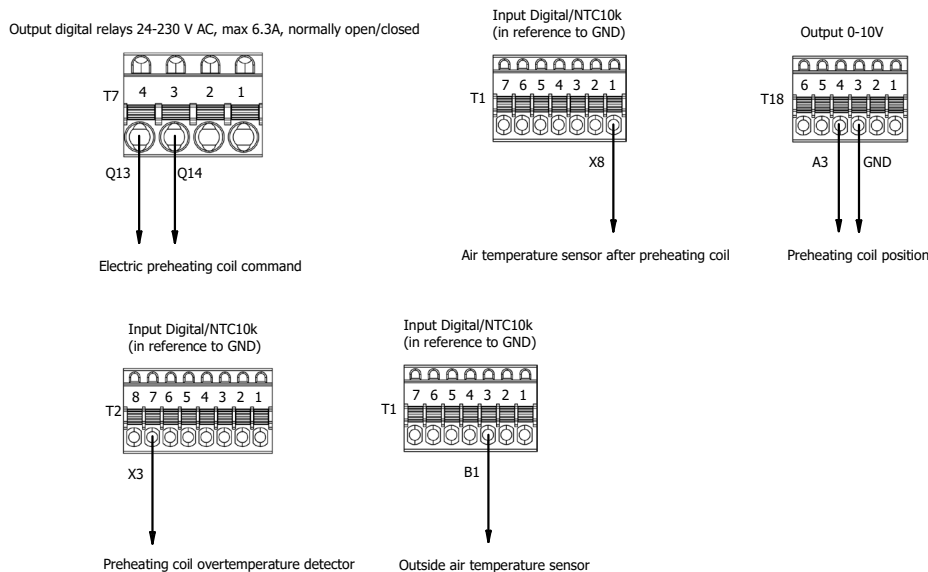 Output digital relays 24-230 V AC, max 6.3A, normally open/closed
T7
4 3 2 1
Q13
Q14
Electric preheating coil command
Input Digital/NTC10k
(in reference to GND)
T1
7 6 5 4 3 2 1
X8
Air temperature sensor after preheating coil
Output 0-10V
T18
6 5 4 3 2 1
A3
GND
Preheating coil position
Input Digital/NTC10k
(in reference to GND)
T2
8 7 6 5 4 3 2 1
X3
Preheating coil overtemperature detector
Input Digital/NTC10k
(in reference to GND)
T1
7 6 5 4 3 2 1
B1
Outside air temperature sensor